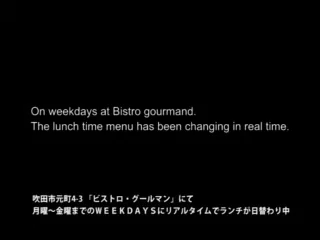 On weekdays at Bistro gourmand.
The lunch time menu has been changing in real time.
吹田市元町4-3 「ビストロ・グールマン」にて
月曜～金曜までのＷＥＥＫＤＡＹＳにリアルタイムでランチが日替わり中